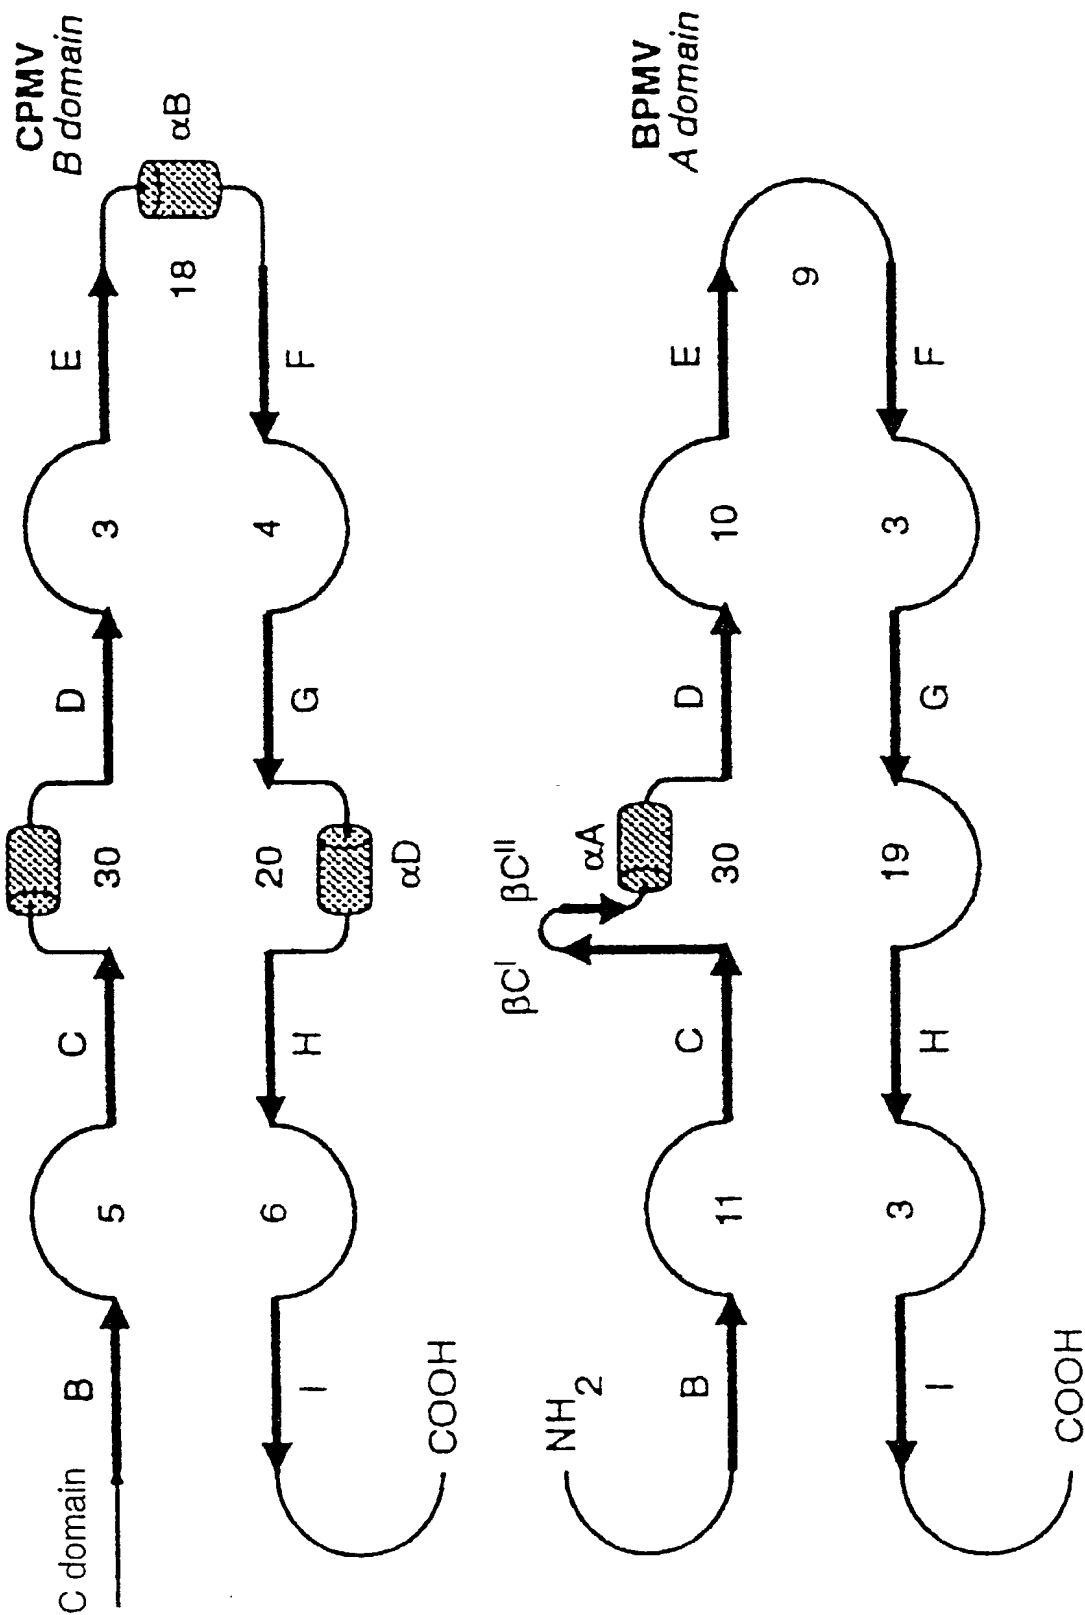 CPMV
B domain
C domain
B
5
C
30
D
3
E
18
αB
F
4
G
20
αD
H
6
I
COOH
BPMV
A domain
NH2
B
11
C
βC^I
βC^II
αA
30
D
10
E
9
F
3
G
19
H
3
I
COOH